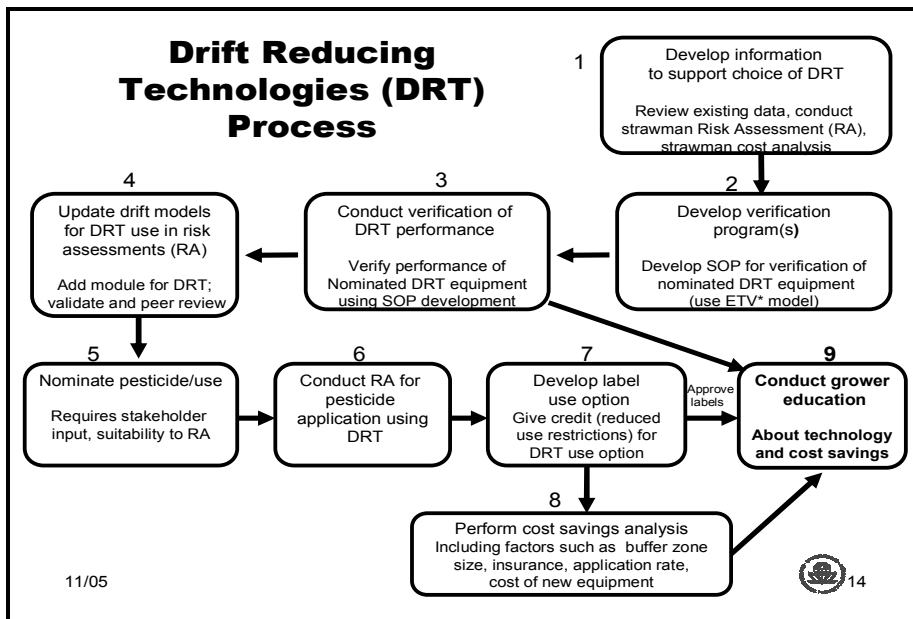 Drift Reducing
Technologies (DRT)
Process
1
Develop information
to support choice of DRT
Review existing data, conduct
strawman Risk Assessment (RA),
strawman cost analysis
2
Develop verification
program(s)
Develop SOP for verification of
nominated DRT equipment
(use ETV* model)
3
Conduct verification of
DRT performance
Verify performance of
Nominated DRT equipment
using SOP development
4
Update drift models
for DRT use in risk
assessments (RA)
Add module for DRT;
validate and peer review
5
Nominate pesticide/use
Requires stakeholder
input, suitability to RA
6
Conduct RA for
pesticide
application using
DRT
7
Develop label
use option
Give credit (reduced
use restrictions) for
DRT use option
Approve
labels
8
Perform cost savings analysis
Including factors such as buffer zone
size, insurance, application rate,
cost of new equipment
9
Conduct grower
education
About technology
and cost savings
11/05
14